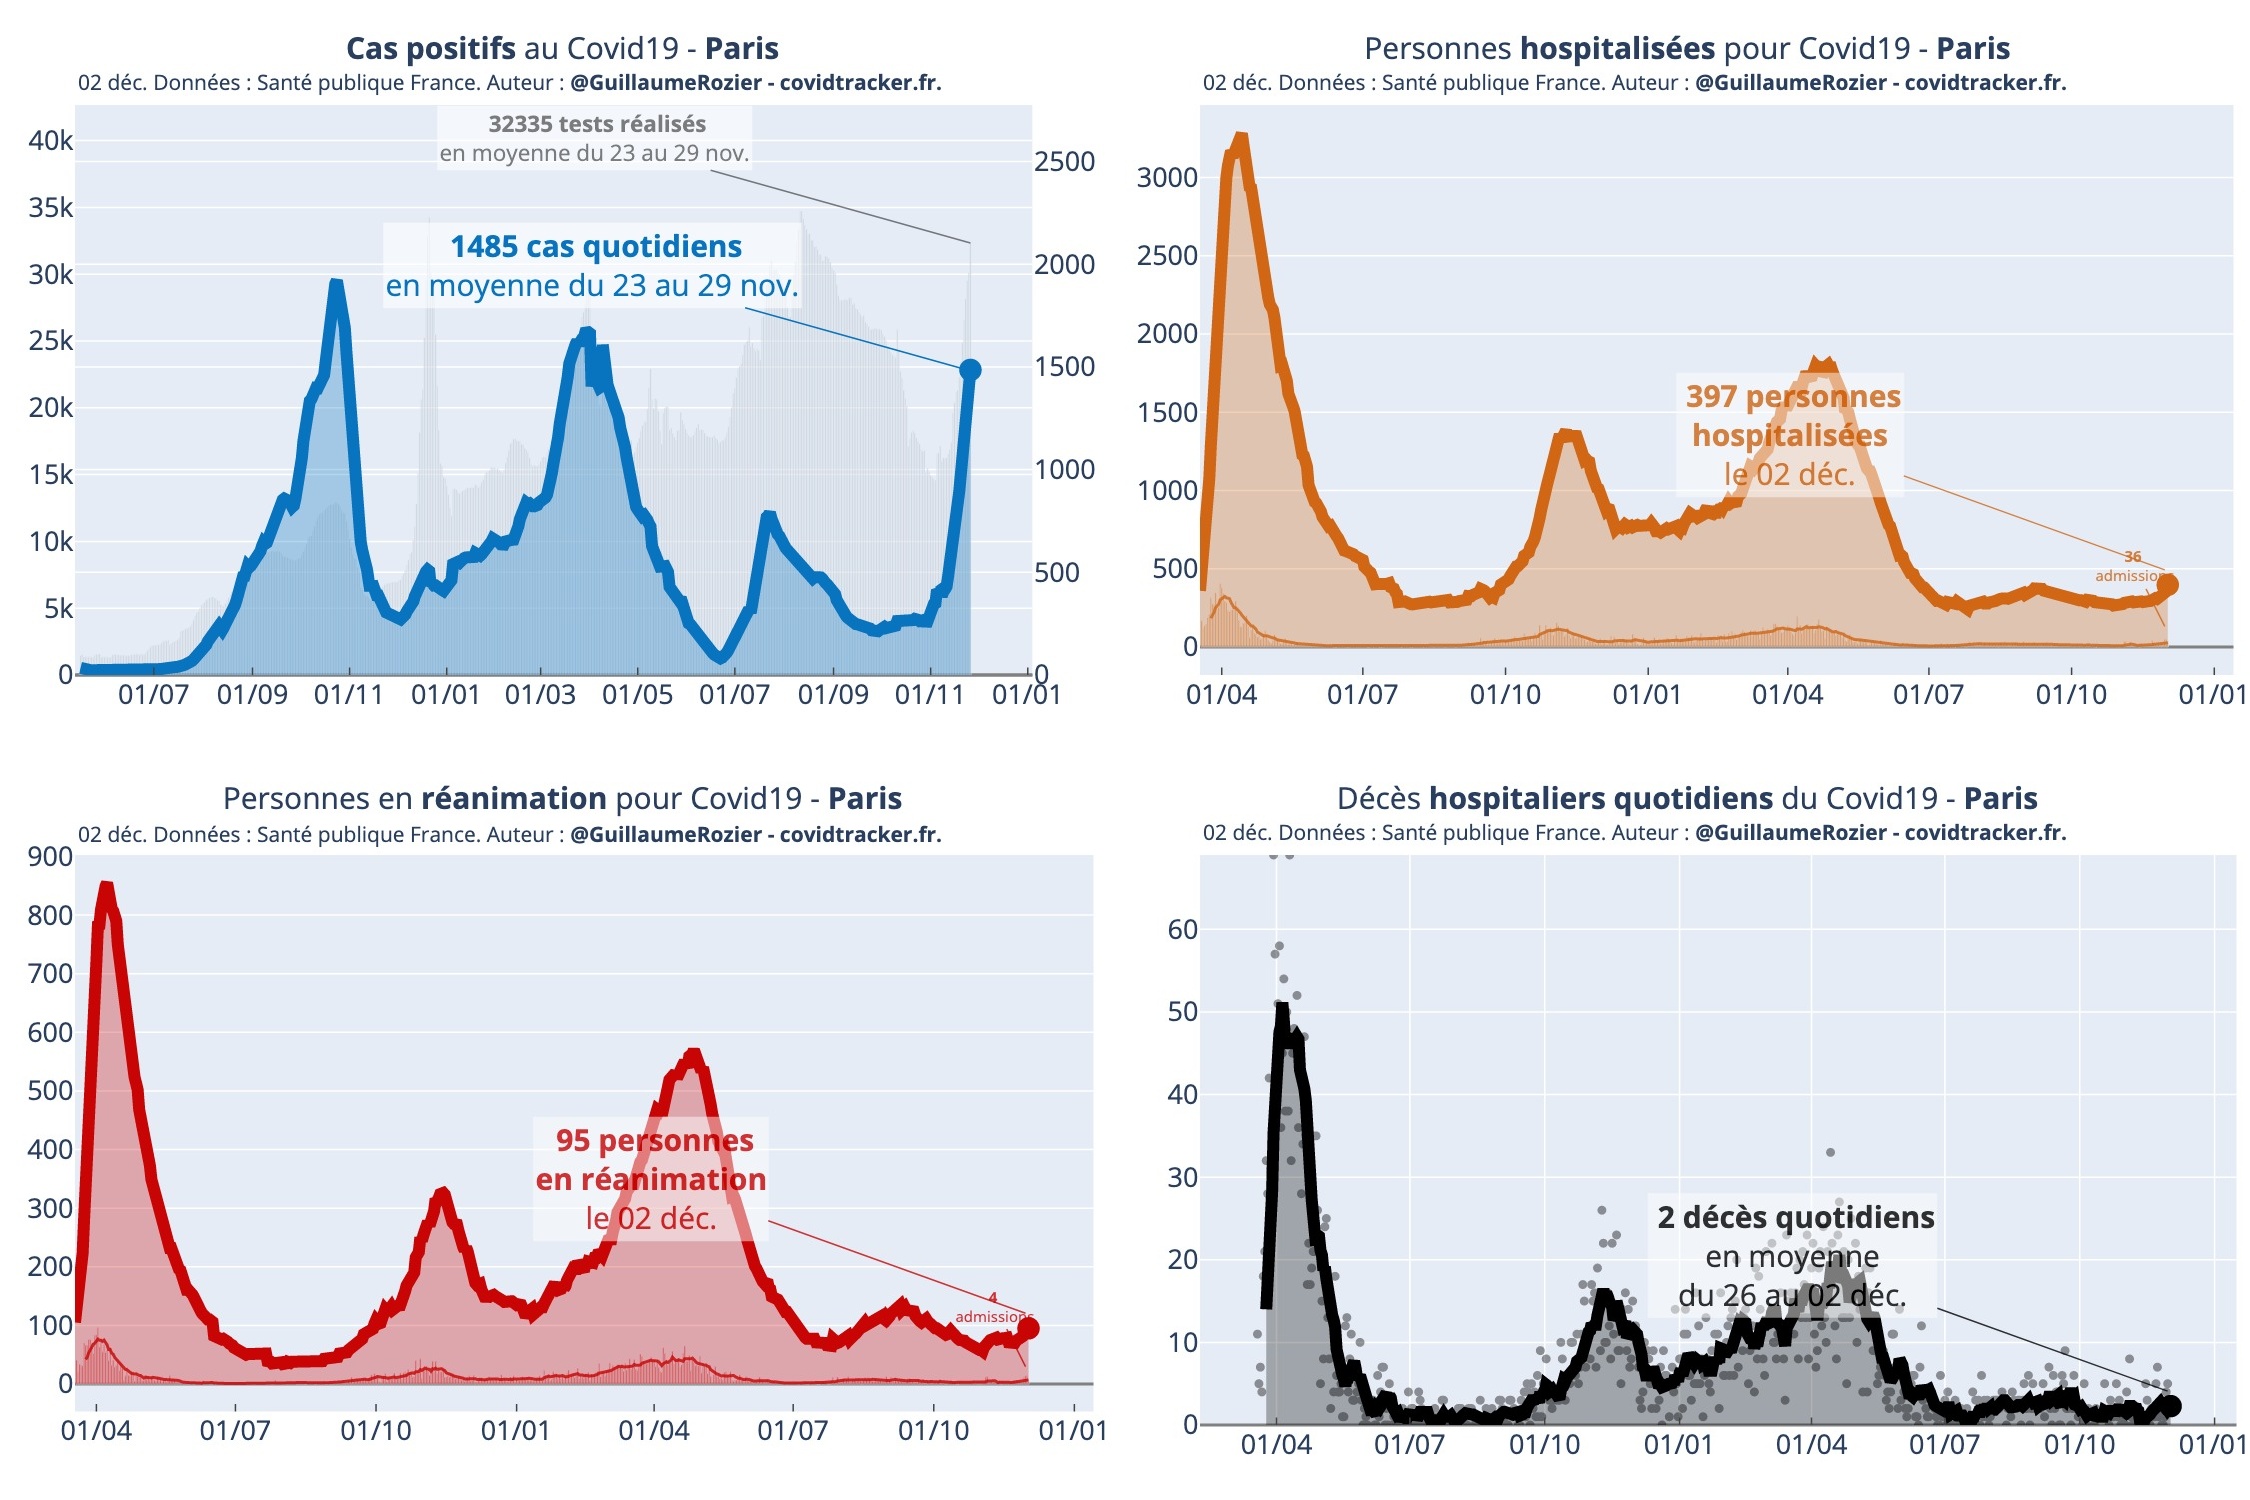 Cas positifs au Covid19 - Paris
02 déc. Données : Santé publique France. Auteur : @GuillaumeRozier - covidtracker.fr.
32335 tests réalisés
en moyenne du 23 au 29 nov.
1485 cas quotidiens
en moyenne du 23 au 29 nov.
40k
35k
30k
25k
20k
15k
10k
5k
0
2500
2000
1500
1000
500
0
01/07 01/09 01/11 01/01 01/03 01/05 01/07 01/09 01/11 01/01
Personnes hospitalisées pour Covid19 - Paris
02 déc. Données : Santé publique France. Auteur : @GuillaumeRozier - covidtracker.fr.
3000
2500
2000
1500
1000
500
0
397 personnes
hospitalisées
le 02 déc.
36
admissions
01/04 01/07 01/10 01/01 01/04 01/07 01/10 01/01
Personnes en réanimation pour Covid19 - Paris
02 déc. Données : Santé publique France. Auteur : @GuillaumeRozier - covidtracker.fr.
900
800
700
600
500
400
300
200
100
0
95 personnes
en réanimation
le 02 déc.
4
admissions
01/04 01/07 01/10 01/01 01/04 01/07 01/10 01/01
Décès hospitaliers quotidiens du Covid19 - Paris
02 déc. Données : Santé publique France. Auteur : @GuillaumeRozier - covidtracker.fr.
60
50
40
30
20
10
0
2 décès quotidiens
en moyenne
du 26 au 02 déc.
01/04 01/07 01/10 01/01 01/04 01/07 01/10 01/01